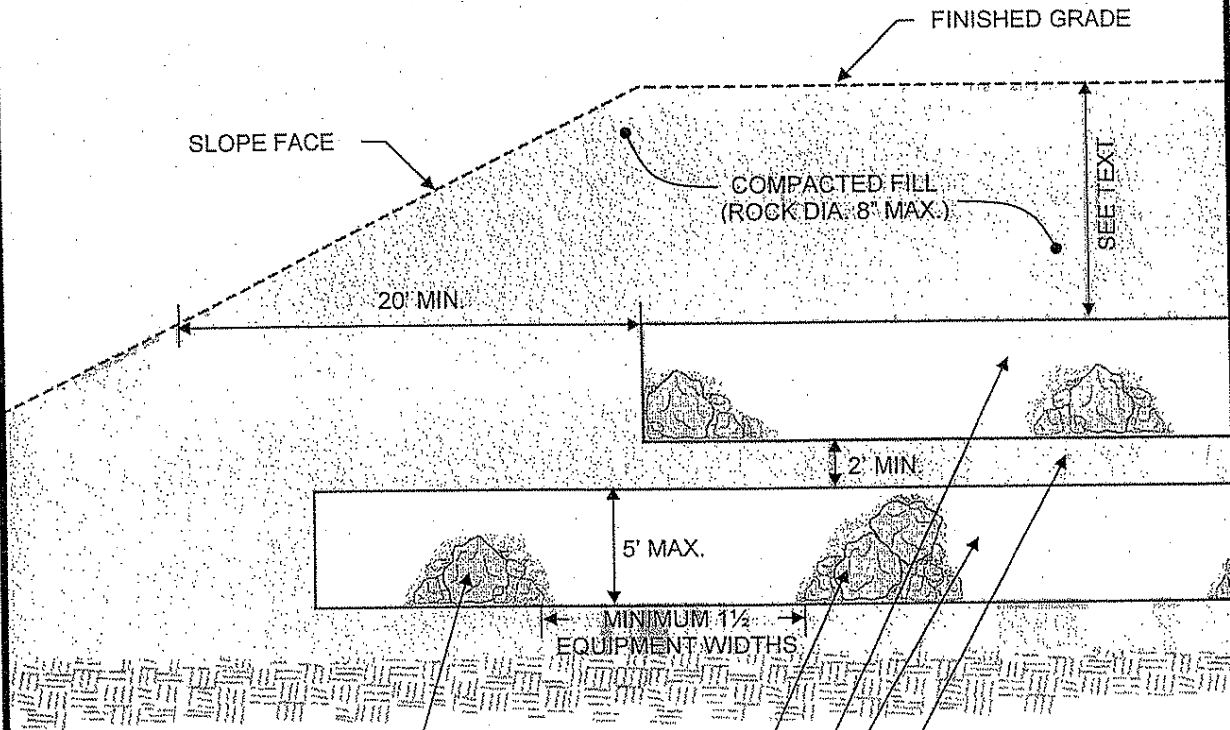 FINISHED GRADE
SLOPE FACE
COMPACTED FILL
(ROCK DIA. 8" MAX.)
SEE TEXT
20' MIN.
2' MIN.
5' MAX.
MINIMUM 1½
EQUIPMENT WIDTHS